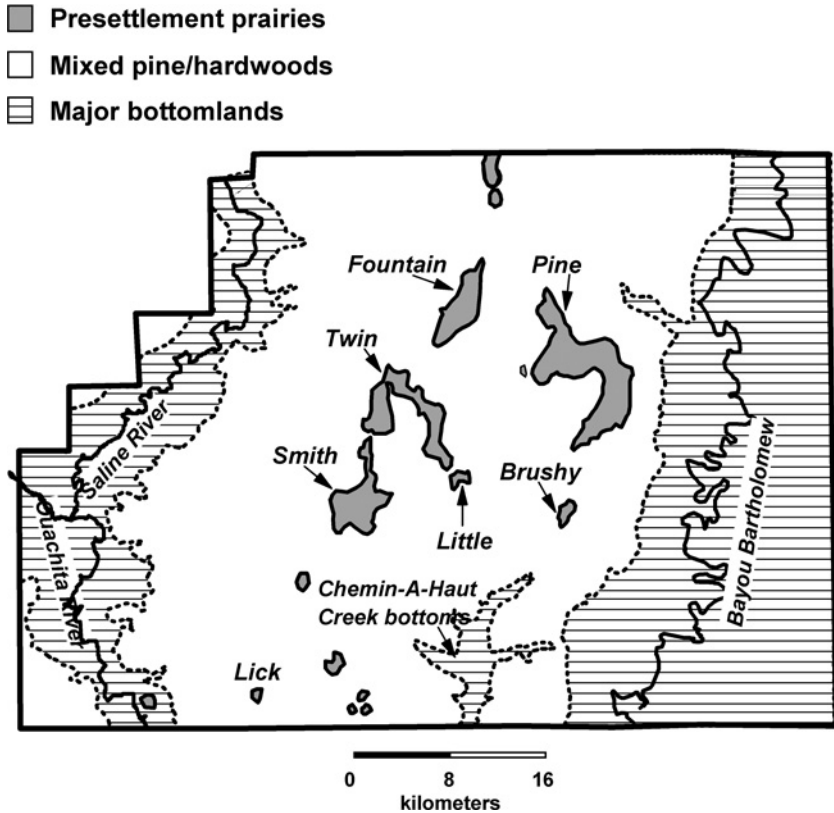 Presettlement prairies
Mixed pine/hardwoods
Major bottomlands
Fountain
Pine
Twin
Saline River
Smith
Brushy
Ouachita River
Little
Bayou Bartholomew
Chemin-A-Haut
Creek bottoms
Lick
0 8 16
kilometers